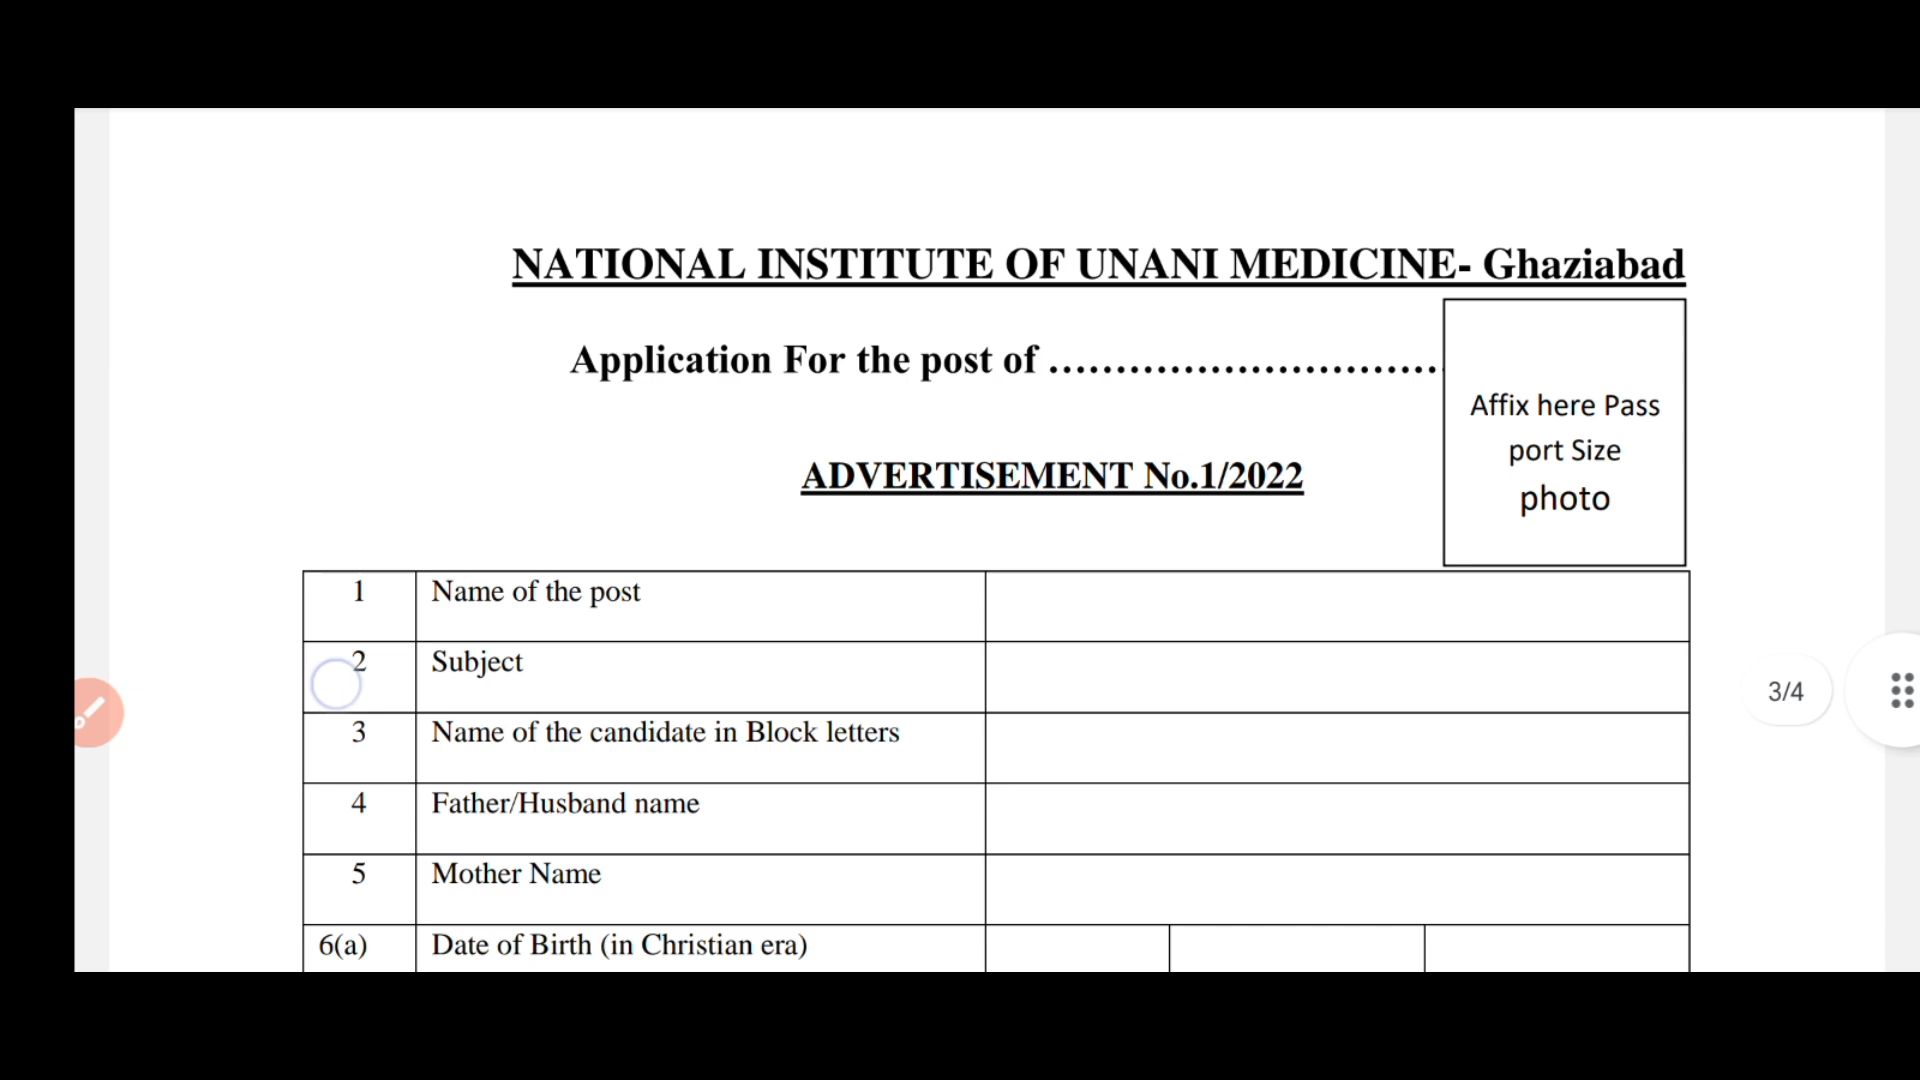 NATIONAL INSTITUTE OF UNANI MEDICINE- Ghaziabad
Application For the post of ……………………….
Affix here Pass
port Size
photo
ADVERTISEMENT No.1/2022
1 Name of the post
2 Subject
3 Name of the candidate in Block letters
4 Father/Husband name
5 Mother Name
6(a) Date of Birth (in Christian era)
3/4